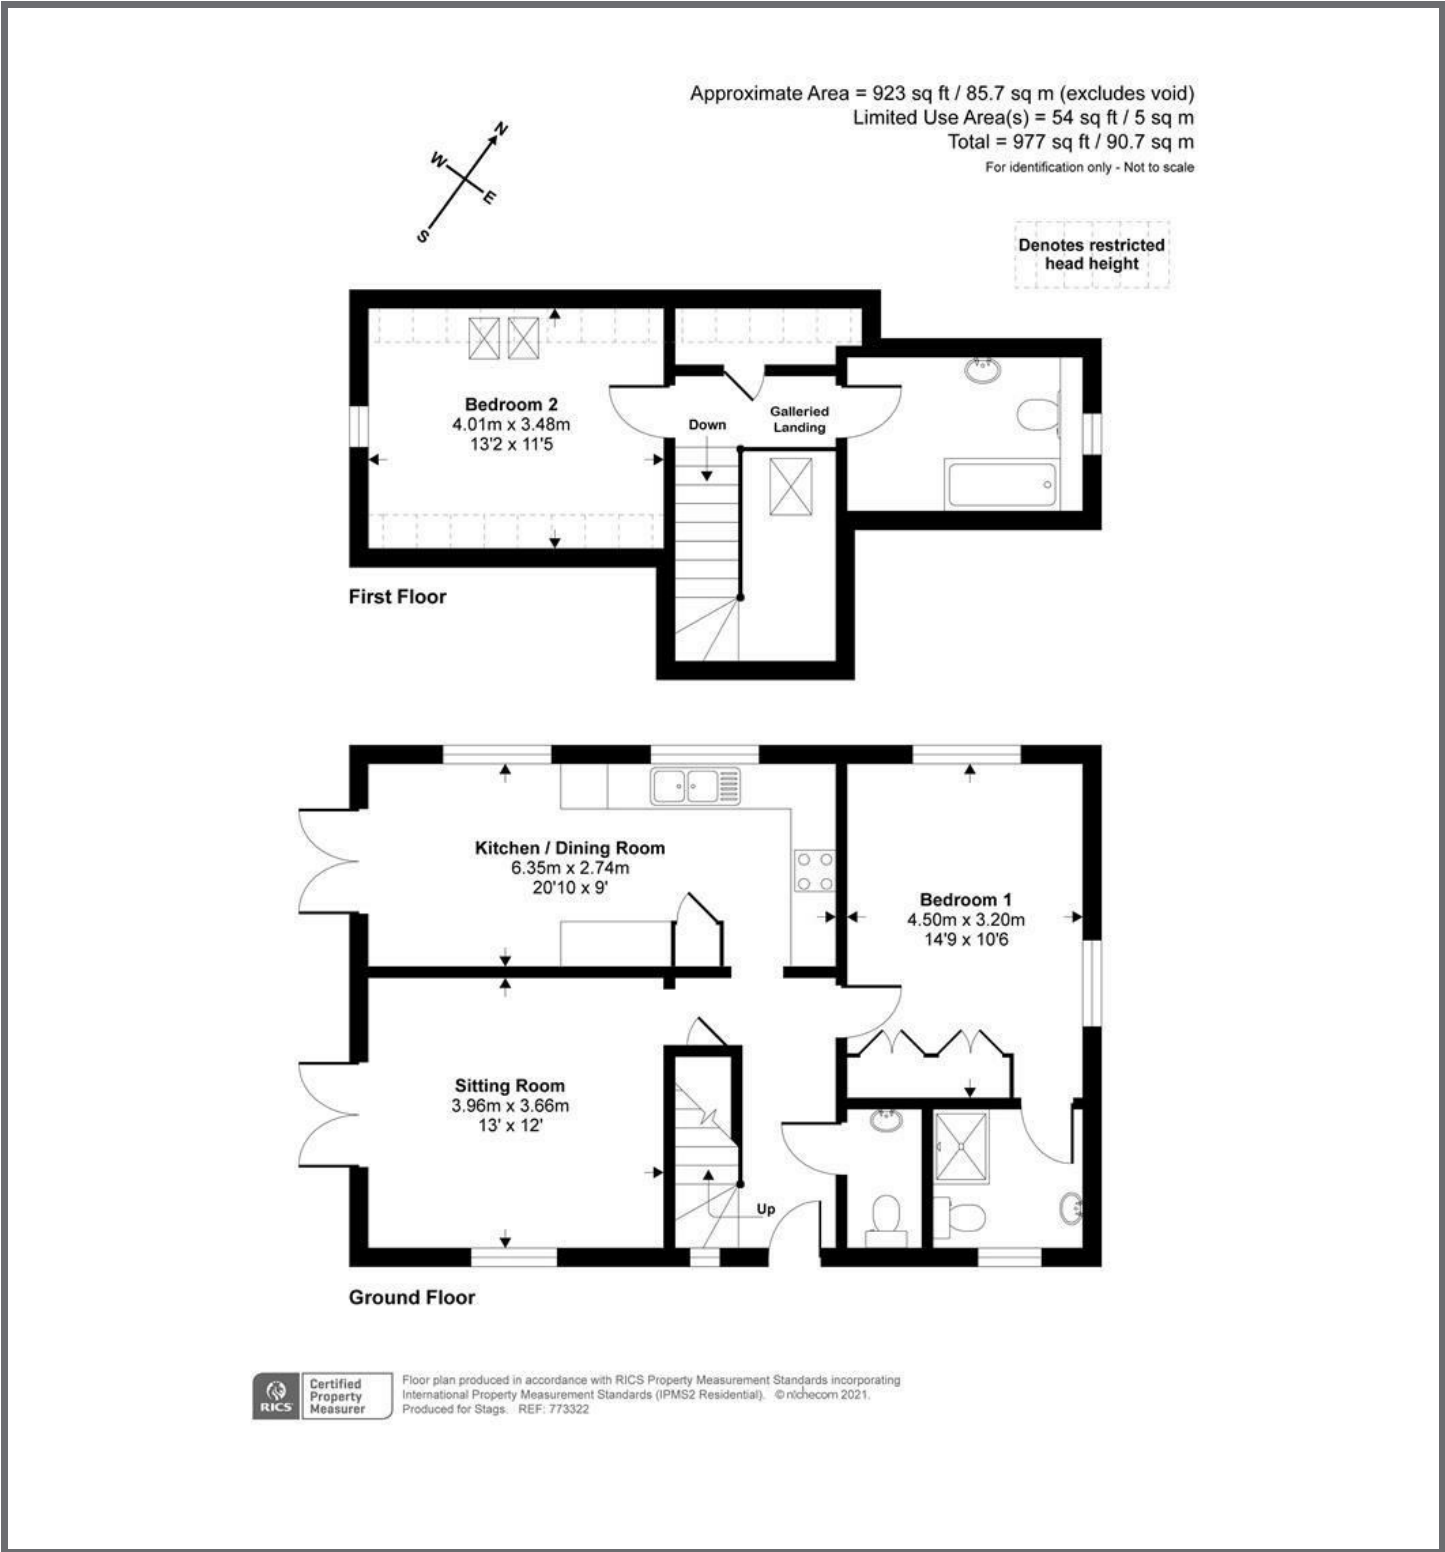 Approximate Area = 923 sq ft / 85.7 sq m (excludes void)
Limited Use Area(s) = 54 sq ft / 5 sq m
Total = 977 sq ft / 90.7 sq m
For identification only - Not to scale
N
W
E
S
Denotes restricted
head height
Bedroom 2
4.01m x 3.48m
13'2 x 11'5
Down
Galleried
Landing
First Floor
Kitchen / Dining Room
6.35m x 2.74m
20'10 x 9'
Bedroom 1
4.50m x 3.20m
14'9 x 10'6
Sitting Room
3.96m x 3.66m
13' x 12'
Up
Ground Floor
RICS
Certified
Property
Measurer
Floor plan produced in accordance with RICS Property Measurement Standards incorporating
International Property Measurement Standards (IPMS2 Residential). © nichecom 2021.
Produced for Stags. REF: 773322